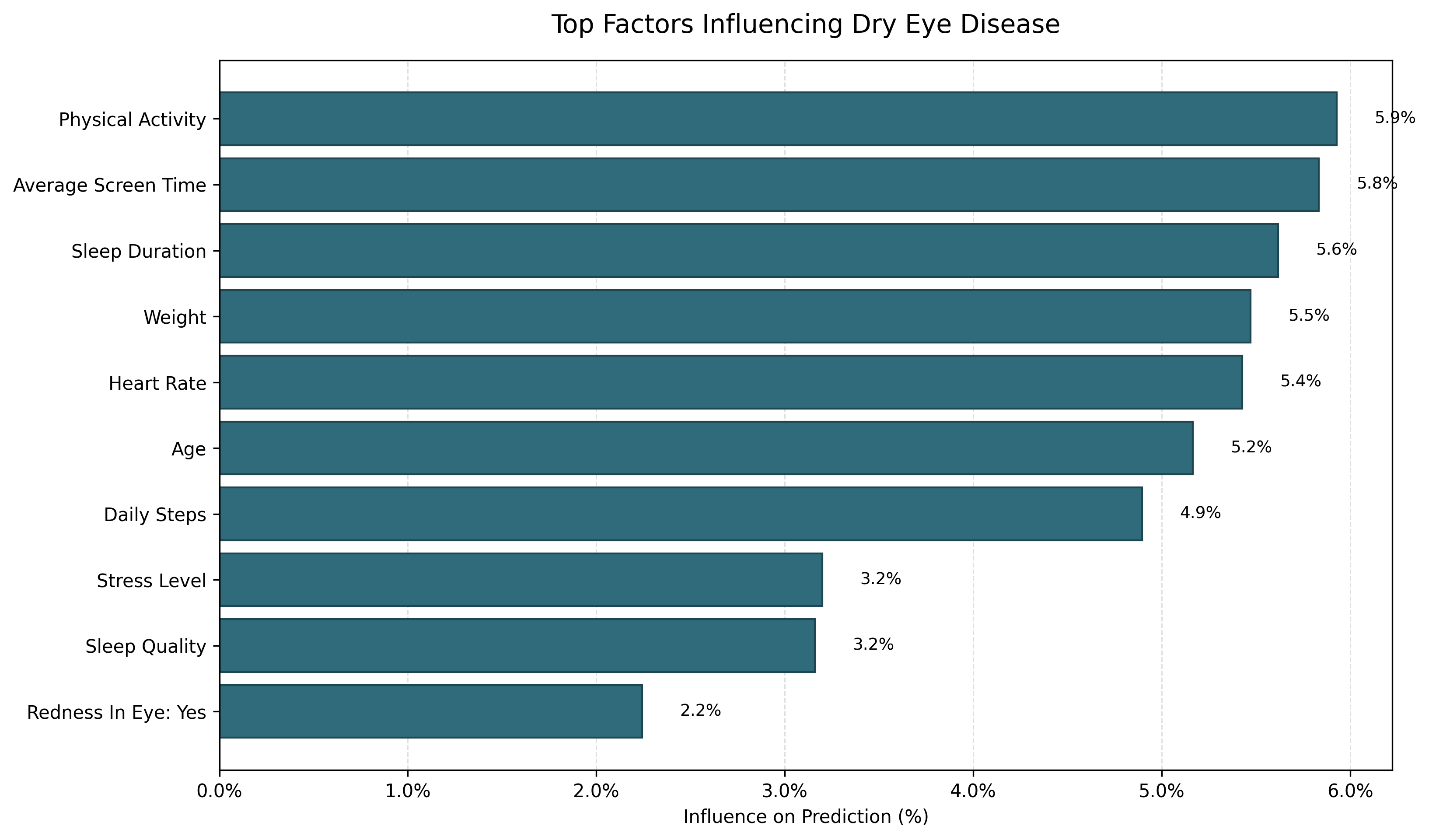 Top Factors Influencing Dry Eye Disease
Physical Activity 5.9%
Average Screen Time 5.8%
Sleep Duration 5.6%
Weight 5.5%
Heart Rate 5.4%
Age 5.2%
Daily Steps 4.9%
Stress Level 3.2%
Sleep Quality 3.2%
Redness In Eye: Yes 2.2%
0.0% 1.0% 2.0% 3.0% 4.0% 5.0% 6.0%
Influence on Prediction (%)